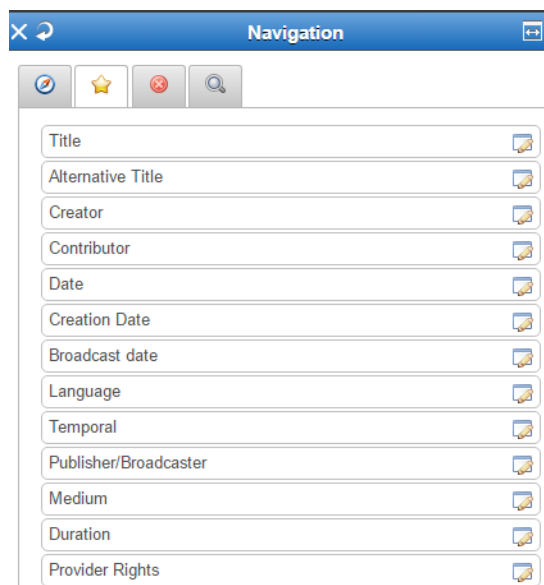 Navigation
Title
Alternative Title
Creator
Contributor
Date
Creation Date
Broadcast date
Language
Temporal
Publisher/Broadcaster
Medium
Duration
Provider Rights